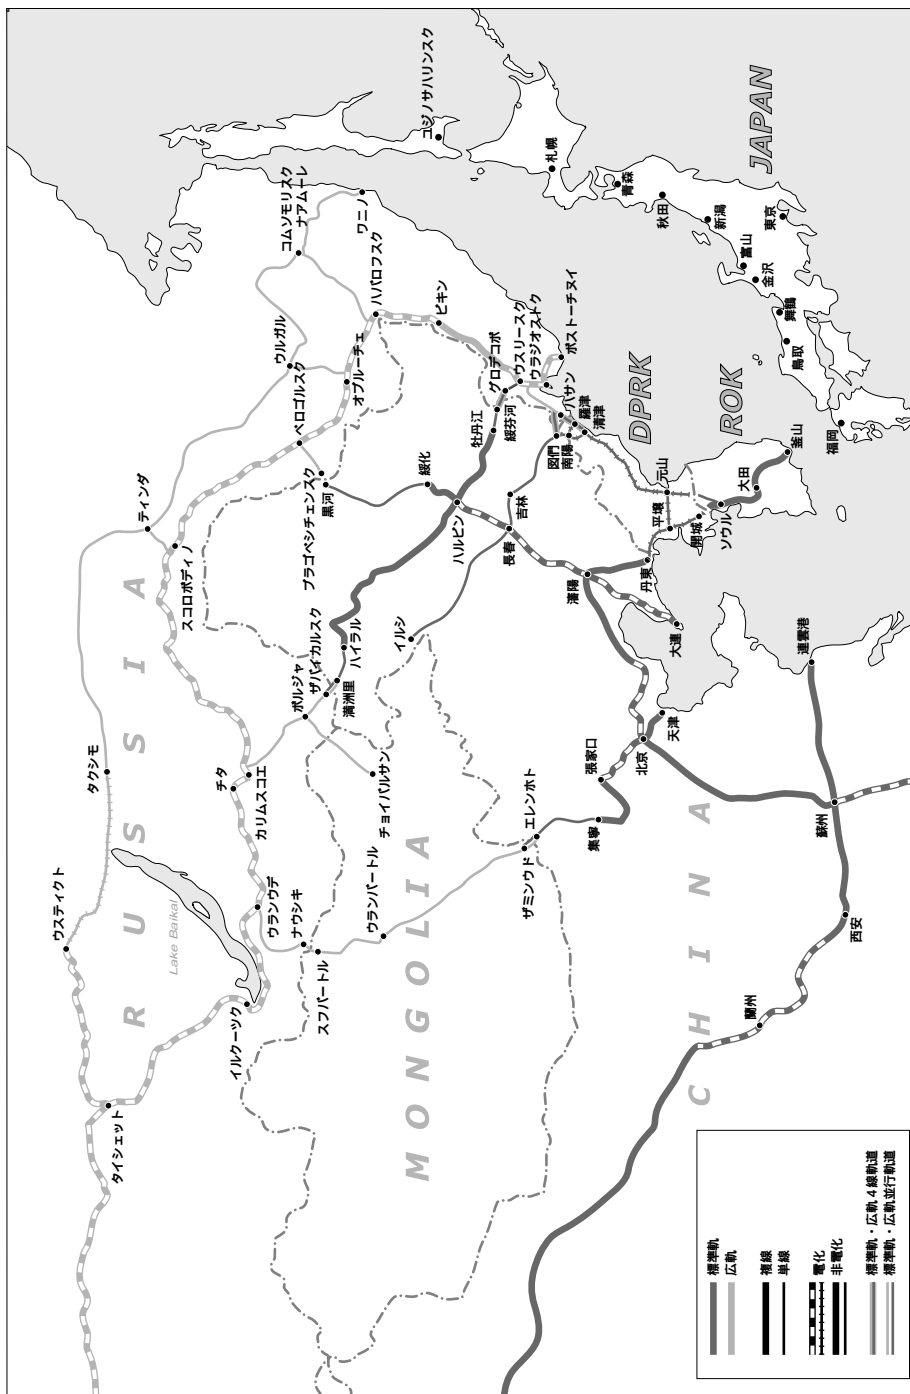 RUSSIA
MONGOLIA
CHINA
DPRK
ROK
JAPAN
Lake Baikal
タイシェット
ウスティクト
タクシモ
ティンダ
スコロボディノ
イルクーツク
ウランウデ
ナウシキ
スフバートル
ウランバートル
チタ
カリムスコエ
チョイバルサン
ボルジャ
ザバイカルスク
満洲里
ハイラル
イルシ
ザミンウド
エレンホト
集寧
張家口
北京
天津
ベロゴルスク
ブラゴベシチェンスク
黒河
ウルガル
オブルーチェ
コムソモリスク
ナアムーレ
ワニノ
ハバロフスク
ビキン
ユジノサハリンスク
綏化
ハルビン
牡丹江
綏芬河
グロデコボ
ウスリースク
ウラジオストク
ボストーチヌイ
ハサン
羅津
清津
図們
南陽
吉林
長春
瀋陽
丹東
大連
平壌
元山
開城
ソウル
大田
釜山
札幌
青森
秋田
新潟
富山
金沢
東京
舞鶴
鳥取
福岡
連雲港
蘇州
西安
蘭州
標準軌
広軌
複線
単線
電化
非電化
標準軌・広軌4線軌道
標準軌・広軌並行軌道